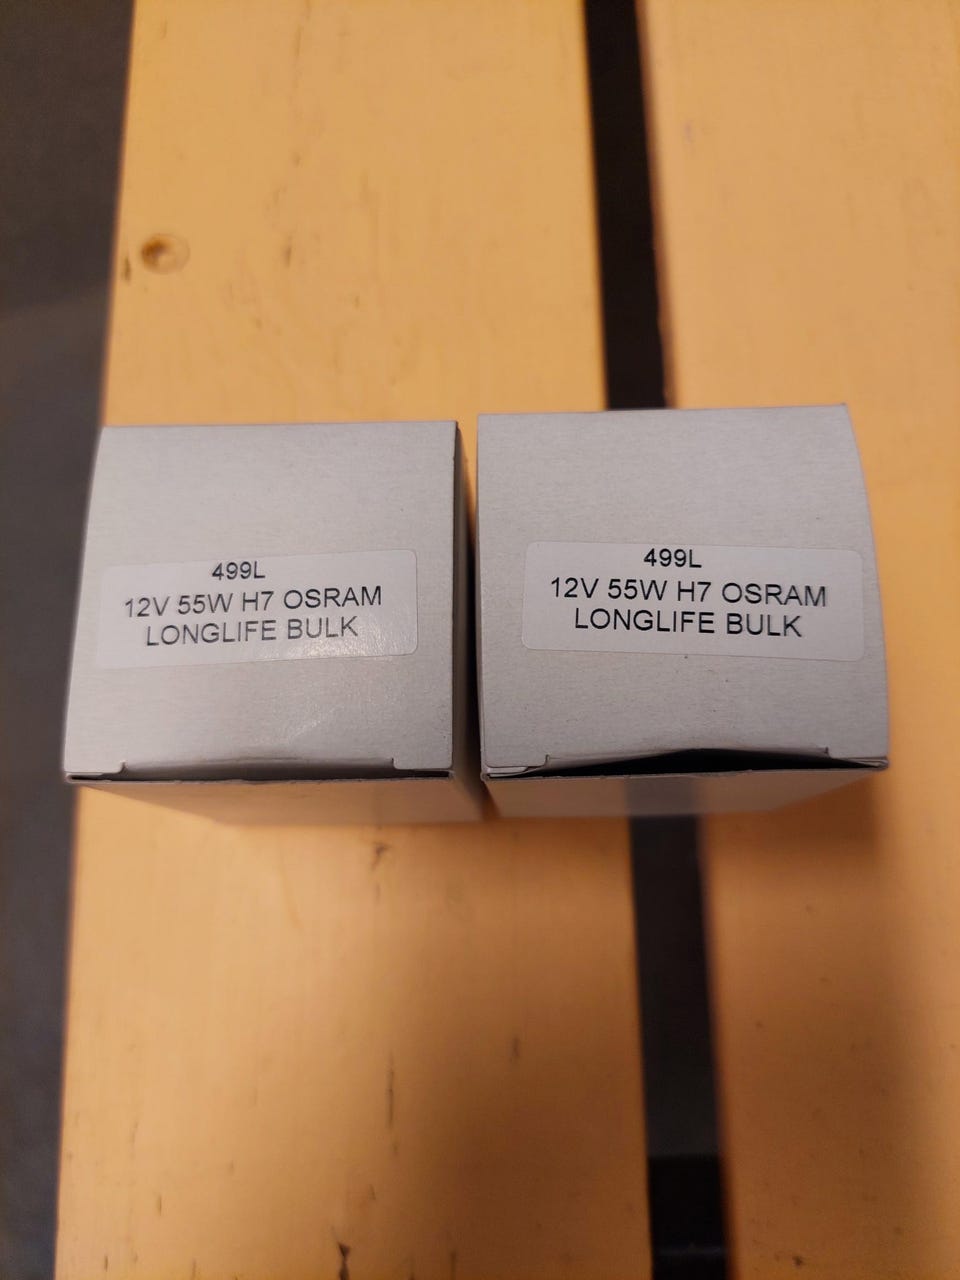 499L
12V 55W H7 OSRAM
LONGLIFE BULK
499L
12V 55W H7 OSRAM
LONGLIFE BULK